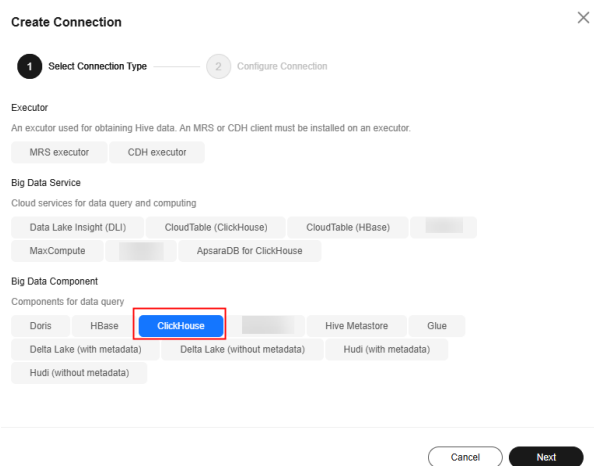 Create Connection
1 Select Connection Type 2 Configure Connection
Executor
An excutor used for obtaining Hive data. An MRS or CDH client must be installed on an executor.
MRS executor CDH executor
Big Data Service
Cloud services for data query and computing
Data Lake Insight (DLI) CloudTable (ClickHouse) CloudTable (HBase)
MaxCompute ApsaraDB for ClickHouse
Big Data Component
Components for data query
Doris HBase ClickHouse Hive Metastore Glue
Delta Lake (with metadata) Delta Lake (without metadata) Hudi (with metadata)
Hudi (without metadata)
Cancel Next